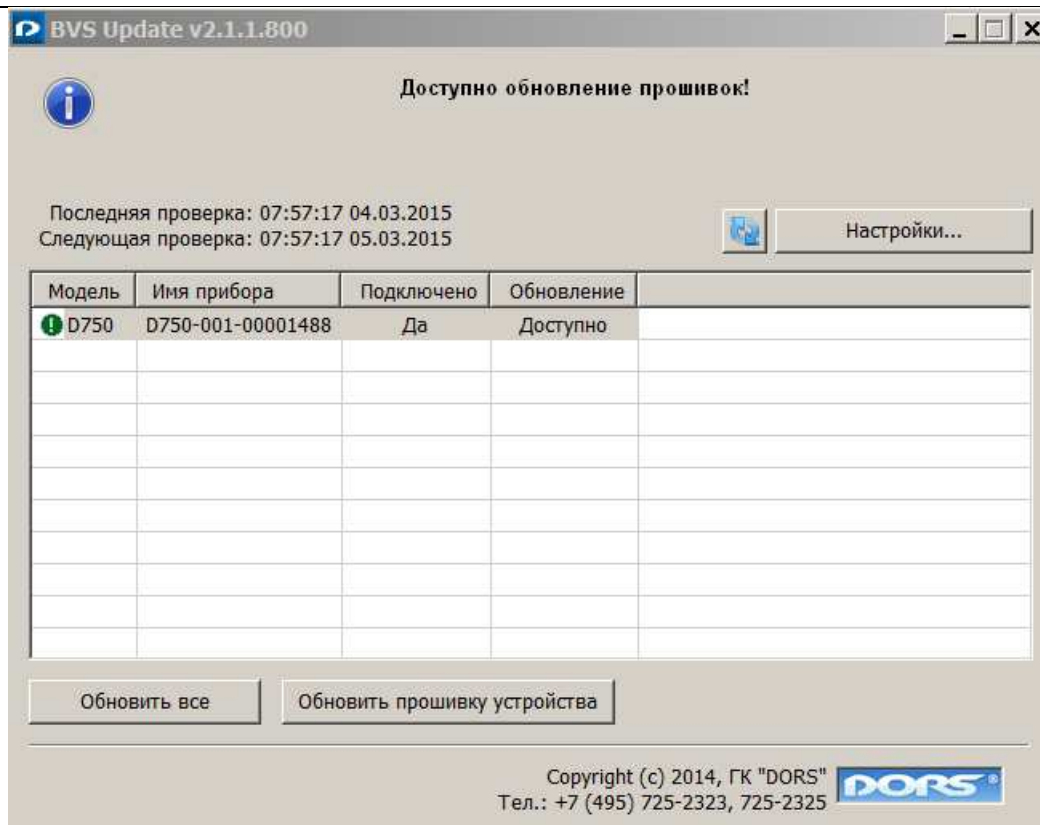 BVS Update v2.1.1.800
Доступно обновление прошивок!
Последняя проверка: 07:57:17 04.03.2015
Следующая проверка: 07:57:17 05.03.2015
Настройки...
Модель Имя прибора Подключено Обновление
D750 D750-001-00001488 Да Доступно
Обновить все Обновить прошивку устройства
Copyright (c) 2014, ГК "DORS"
Тел.: +7 (495) 725-2323, 725-2325
DORS®